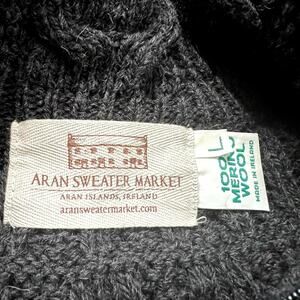 ARAN SWEATER MARKET
ARAN ISLANDS, IRELAND
aransweatermarket.com
L
100%
MERINO
WOOL
MADE IN IRELAND